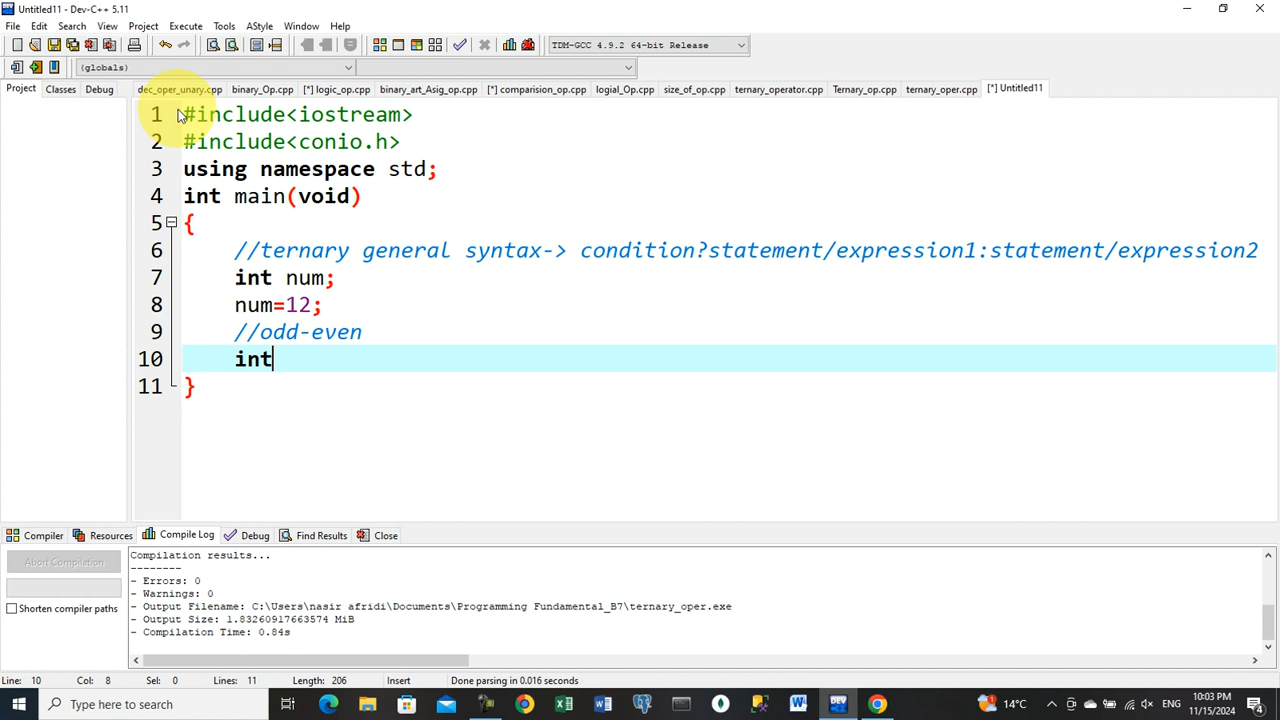 Untitled11 - Dev-C++ 5.11
File Edit Search View Project Execute Tools AStyle Window Help
TDM-GCC 4.9.2 64-bit Release
(globals)
Project Classes Debug dec_oper_unary.cpp binary_Op.cpp [*] logic_op.cpp binary_art_Asig_op.cpp [*] comparision_op.cpp logial_Op.cpp size_of_op.cpp ternary_operator.cpp Ternary_op.cpp ternary_oper.cpp [*] Untitled11
1 #include<iostream>
2 #include<conio.h>
3 using namespace std;
4 int main(void)
5 {
6 //ternary general syntax-> condition?statement/expression1:statement/expression2
7 int num;
8 num=12;
9 //odd-even
10 int
11 }
Compiler Resources Compile Log Debug Find Results Close
Abort Compilation
Shorten compiler paths
Compilation results...
--------
- Errors: 0
- Warnings: 0
- Output Filename: C:\Users\nasir afridi\Documents\Programming Fundamental_B7\ternary_oper.exe
- Output Size: 1.83260917663574 MiB
- Compilation Time: 0.84s
Line: 10 Col: 8 Sel: 0 Lines: 11 Length: 206 Insert Done parsing in 0.016 seconds
Type here to search
14°C
ENG
10:03 PM
11/15/2024
4